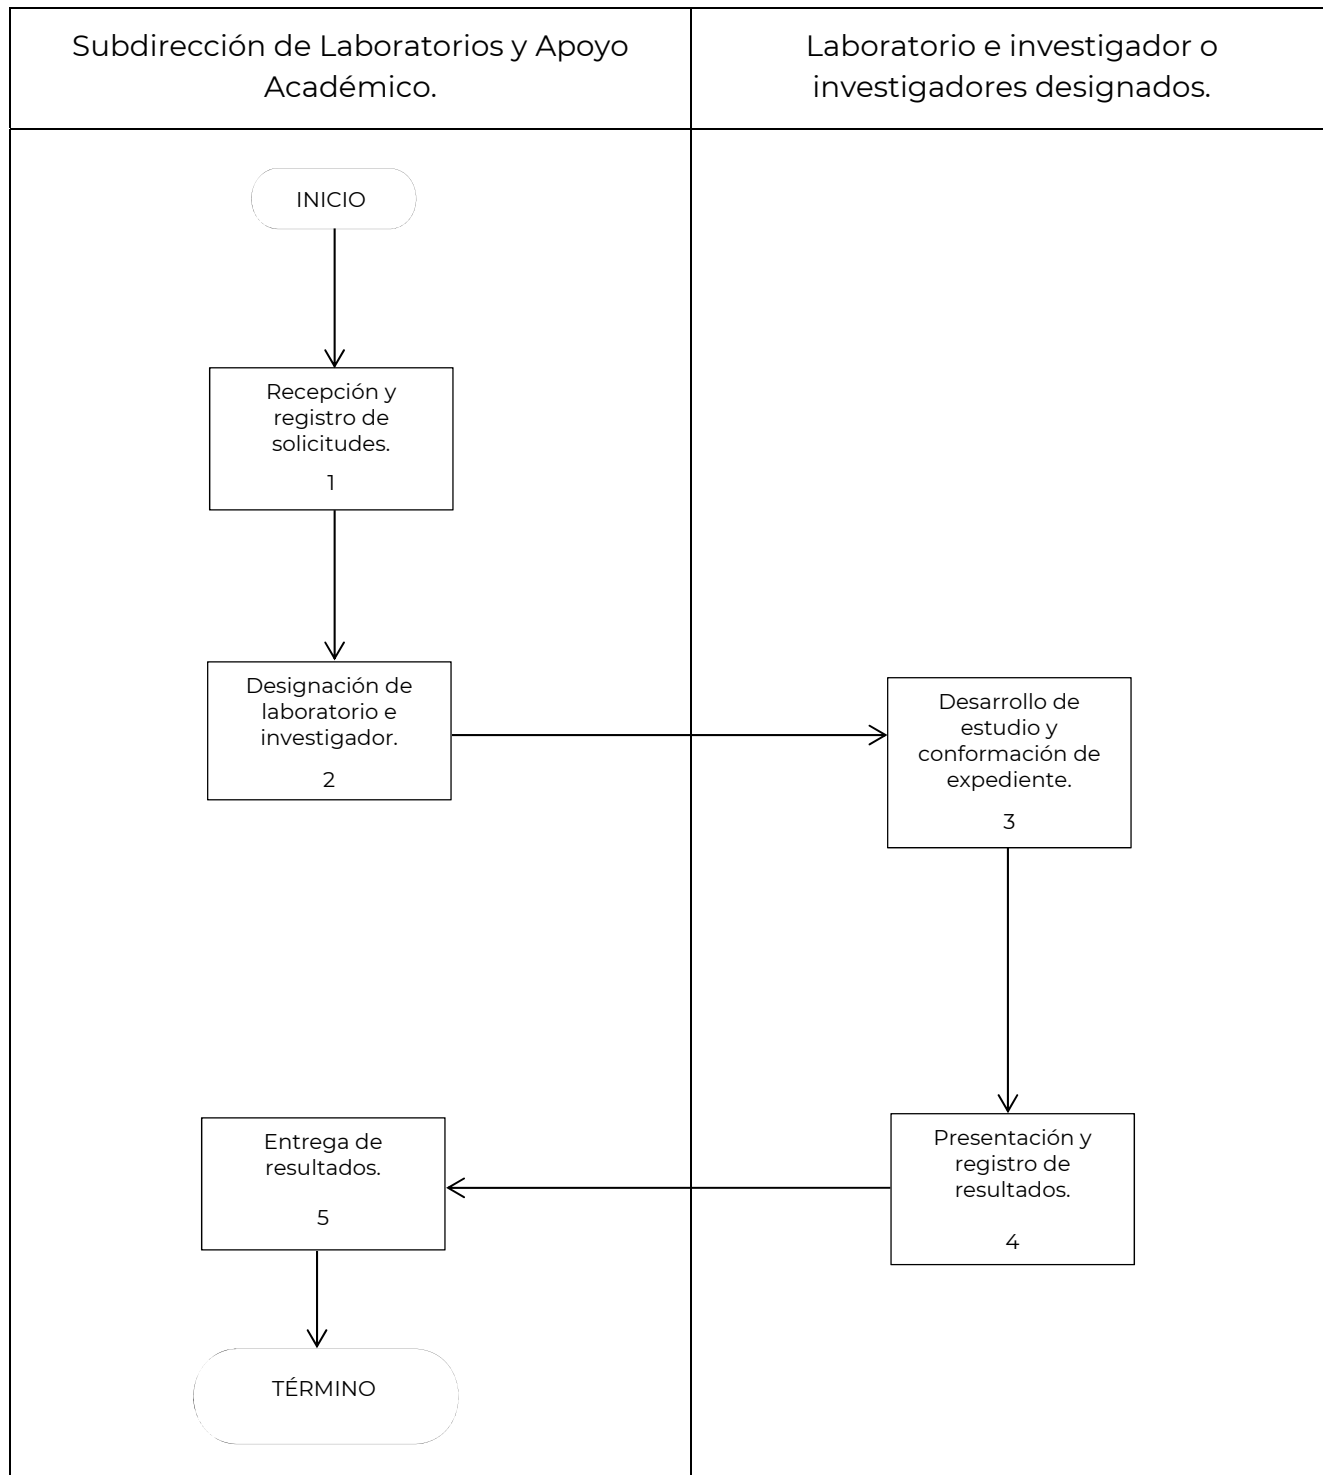 Subdirección de Laboratorios y Apoyo
Académico.
Laboratorio e investigador o
investigadores designados.
INICIO
Recepción y
registro de
solicitudes.
1
Designación de
laboratorio e
investigador.
2
Desarrollo de
estudio y
conformación de
expediente.
3
Presentación y
registro de
resultados.
4
Entrega de
resultados.
5
TÉRMINO